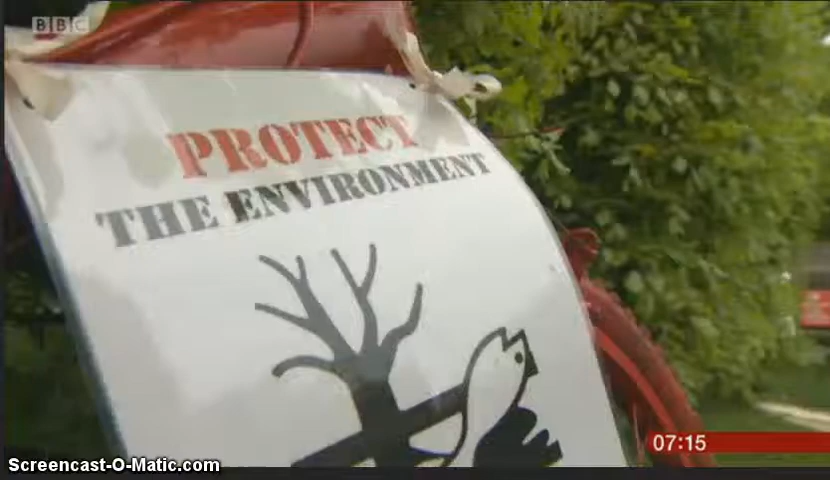 BBC
PROTECT
THE ENVIRONMENT
07:15
Screencast-O-Matic.com